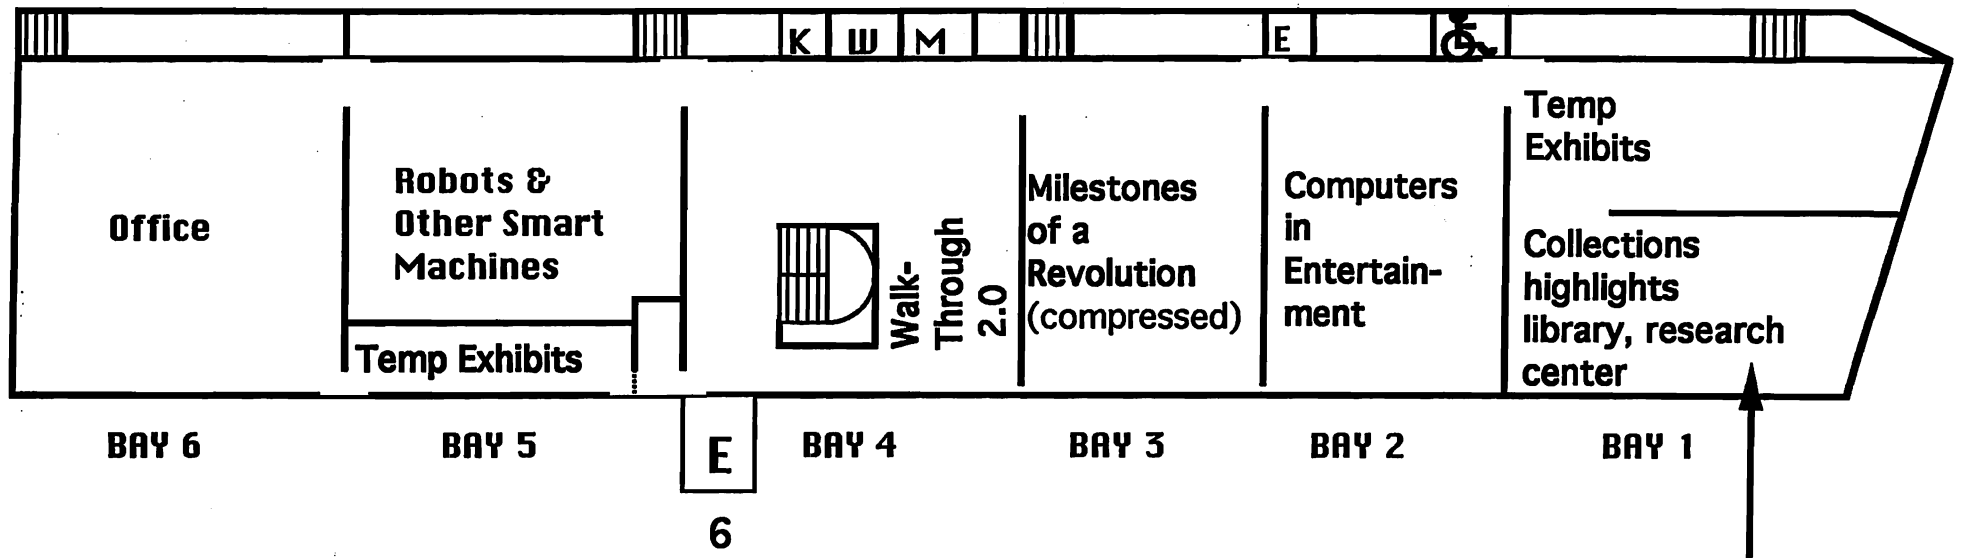 K W M E
Office
Robots &
Other Smart
Machines
Temp Exhibits
Walk-
Through
2.0
Milestones
of a
Revolution
(compressed)
Computers
in
Entertain-
ment
Temp
Exhibits
Collections
highlights
library, research
center
BAY 6 BAY 5 E BAY 4 BAY 3 BAY 2 BAY 1
6